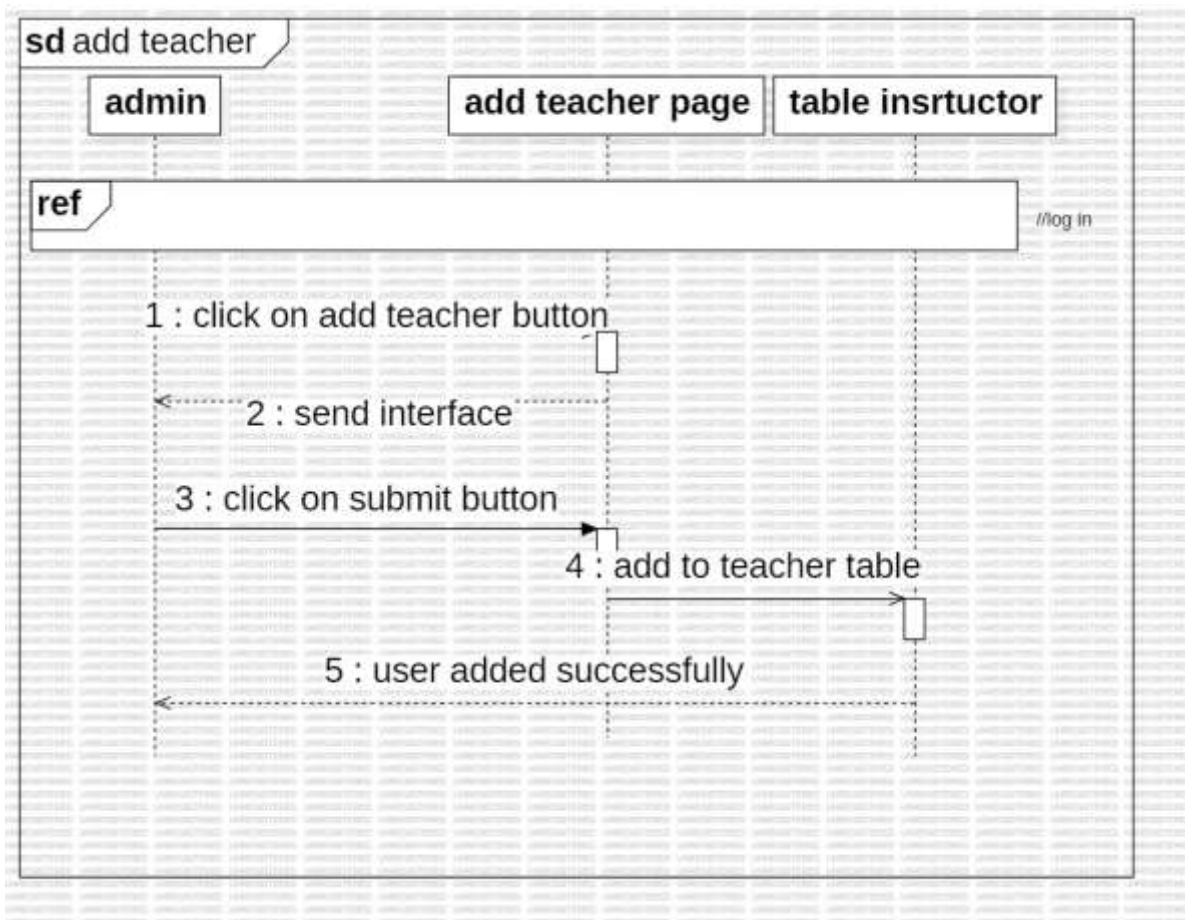 sd add teacher
admin
add teacher page
table insrtuctor
ref
//log in
1 : click on add teacher button
2 : send interface
3 : click on submit button
4 : add to teacher table
5 : user added successfully